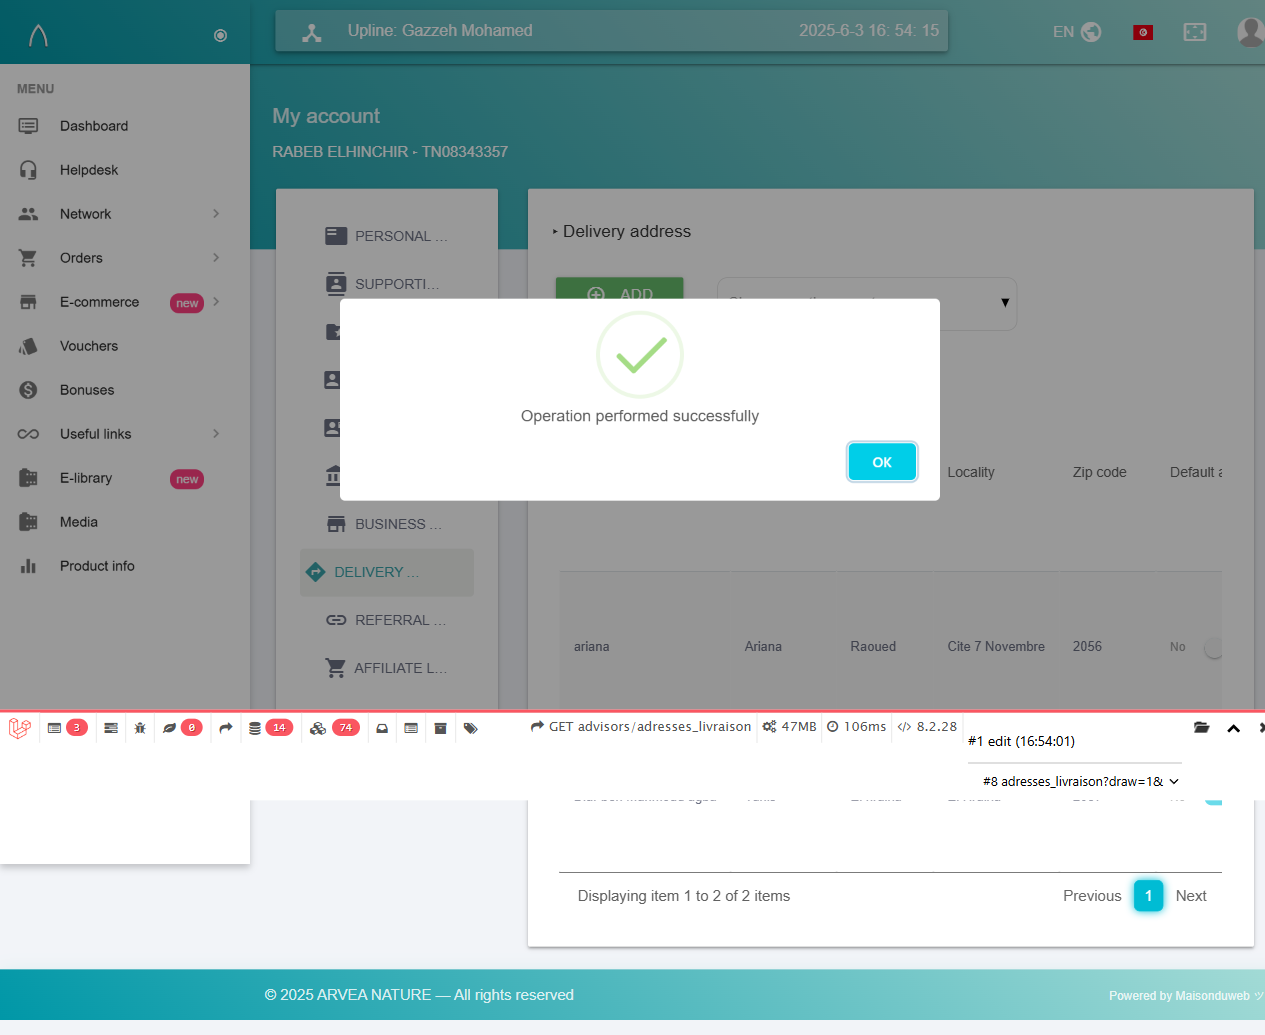 Upline: Gazzeh Mohamed
2025-6-3 16: 54: 15
EN
MENU
Dashboard
Helpdesk
Network
Orders
E-commerce new
Vouchers
Bonuses
Useful links
E-library new
Media
Product info
My account
RABEB ELHINCHIR - TN08343357
PERSONAL ...
SUPPORTI...
BUSINESS ...
DELIVERY ...
REFERRAL ...
AFFILIATE L...
Delivery address
ADD
Operation performed successfully
OK
Locality
Zip code
Default
ariana
Ariana
Raoued
Cite 7 Novembre
2056
No
3
0
14
74
GET advisors/adresses_livraison
47MB
106ms
8.2.28
#1 edit (16:54:01)
#8 adresses_livraison?draw=1&
Displaying item 1 to 2 of 2 items
Previous
1
Next
© 2025 ARVEA NATURE — All rights reserved
Powered by Maisonduweb ツ